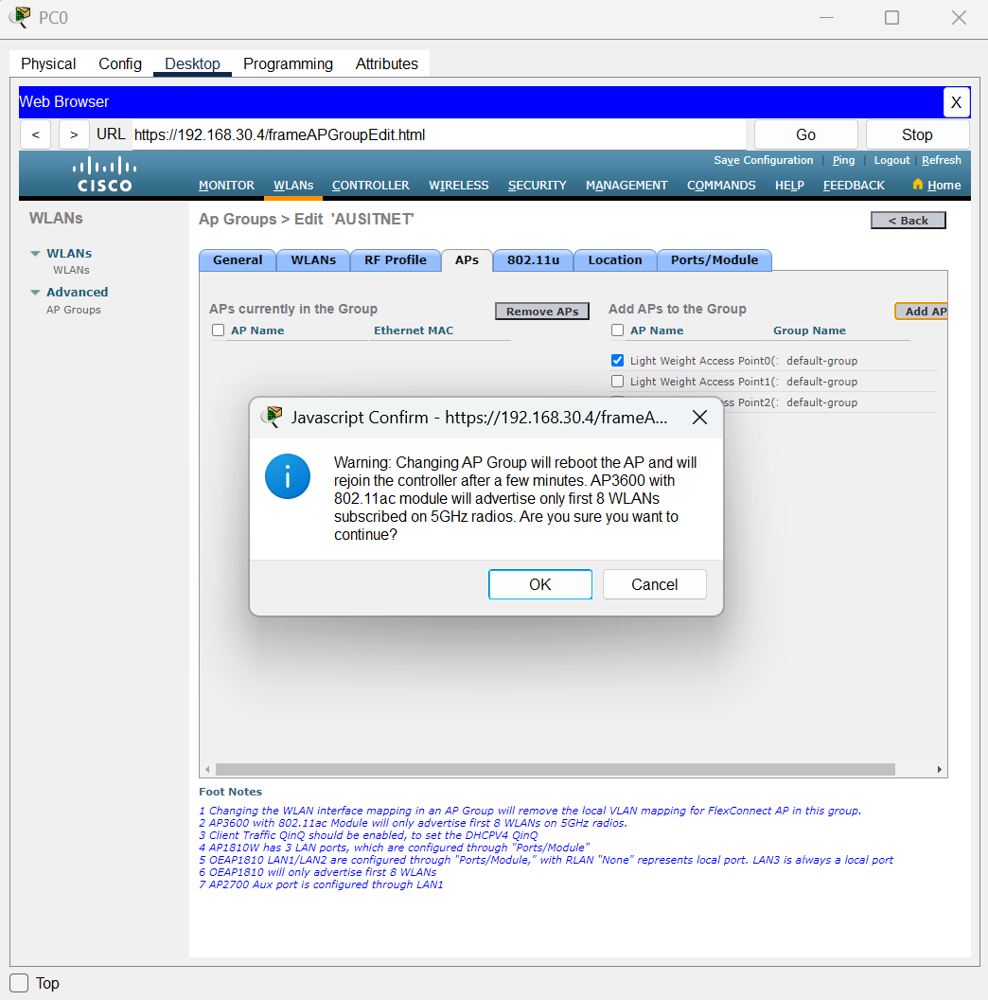 PC0
Physical Config Desktop Programming Attributes
Web Browser X
< > URL https://192.168.30.4/frameAPGroupEdit.html Go Stop
Save Configuration Ping Logout Refresh
CISCO
MONITOR WLANs CONTROLLER WIRELESS SECURITY MANAGEMENT COMMANDS HELP FEEDBACK Home
WLANs
WLANs
WLANs
Advanced
AP Groups
Ap Groups > Edit 'AUSITNET' < Back
General WLANs RF Profile APs 802.11u Location Ports/Module
APs currently in the Group Remove APs Add APs to the Group Add AP
AP Name Ethernet MAC AP Name Group Name
Light Weight Access Point0( default-group
Light Weight Access Point1( default-group
ss Point2( default-group
Javascript Confirm - https://192.168.30.4/frameA...
Warning: Changing AP Group will reboot the AP and will
rejoin the controller after a few minutes. AP3600 with
802.11ac module will advertise only first 8 WLANs
subscribed on 5GHz radios. Are you sure you want to
continue?
OK Cancel
Foot Notes
1 Changing the WLAN interface mapping in an AP Group will remove the local VLAN mapping for FlexConnect AP in this group.
2 AP3600 with 802.11ac Module will only advertise first 8 WLANs on 5GHz radios.
3 Client Traffic QinQ should be enabled, to set the DHCPV4 QinQ
4 AP1810W has 3 LAN ports, which are configured through "Ports/Module"
5 OEAP1810 LAN1/LAN2 are configured through "Ports/Module," with RLAN "None" represents local port. LAN3 is always a local port
6 OEAP1810 will only advertise first 8 WLANs
7 AP2700 Aux port is configured through LAN1
Top